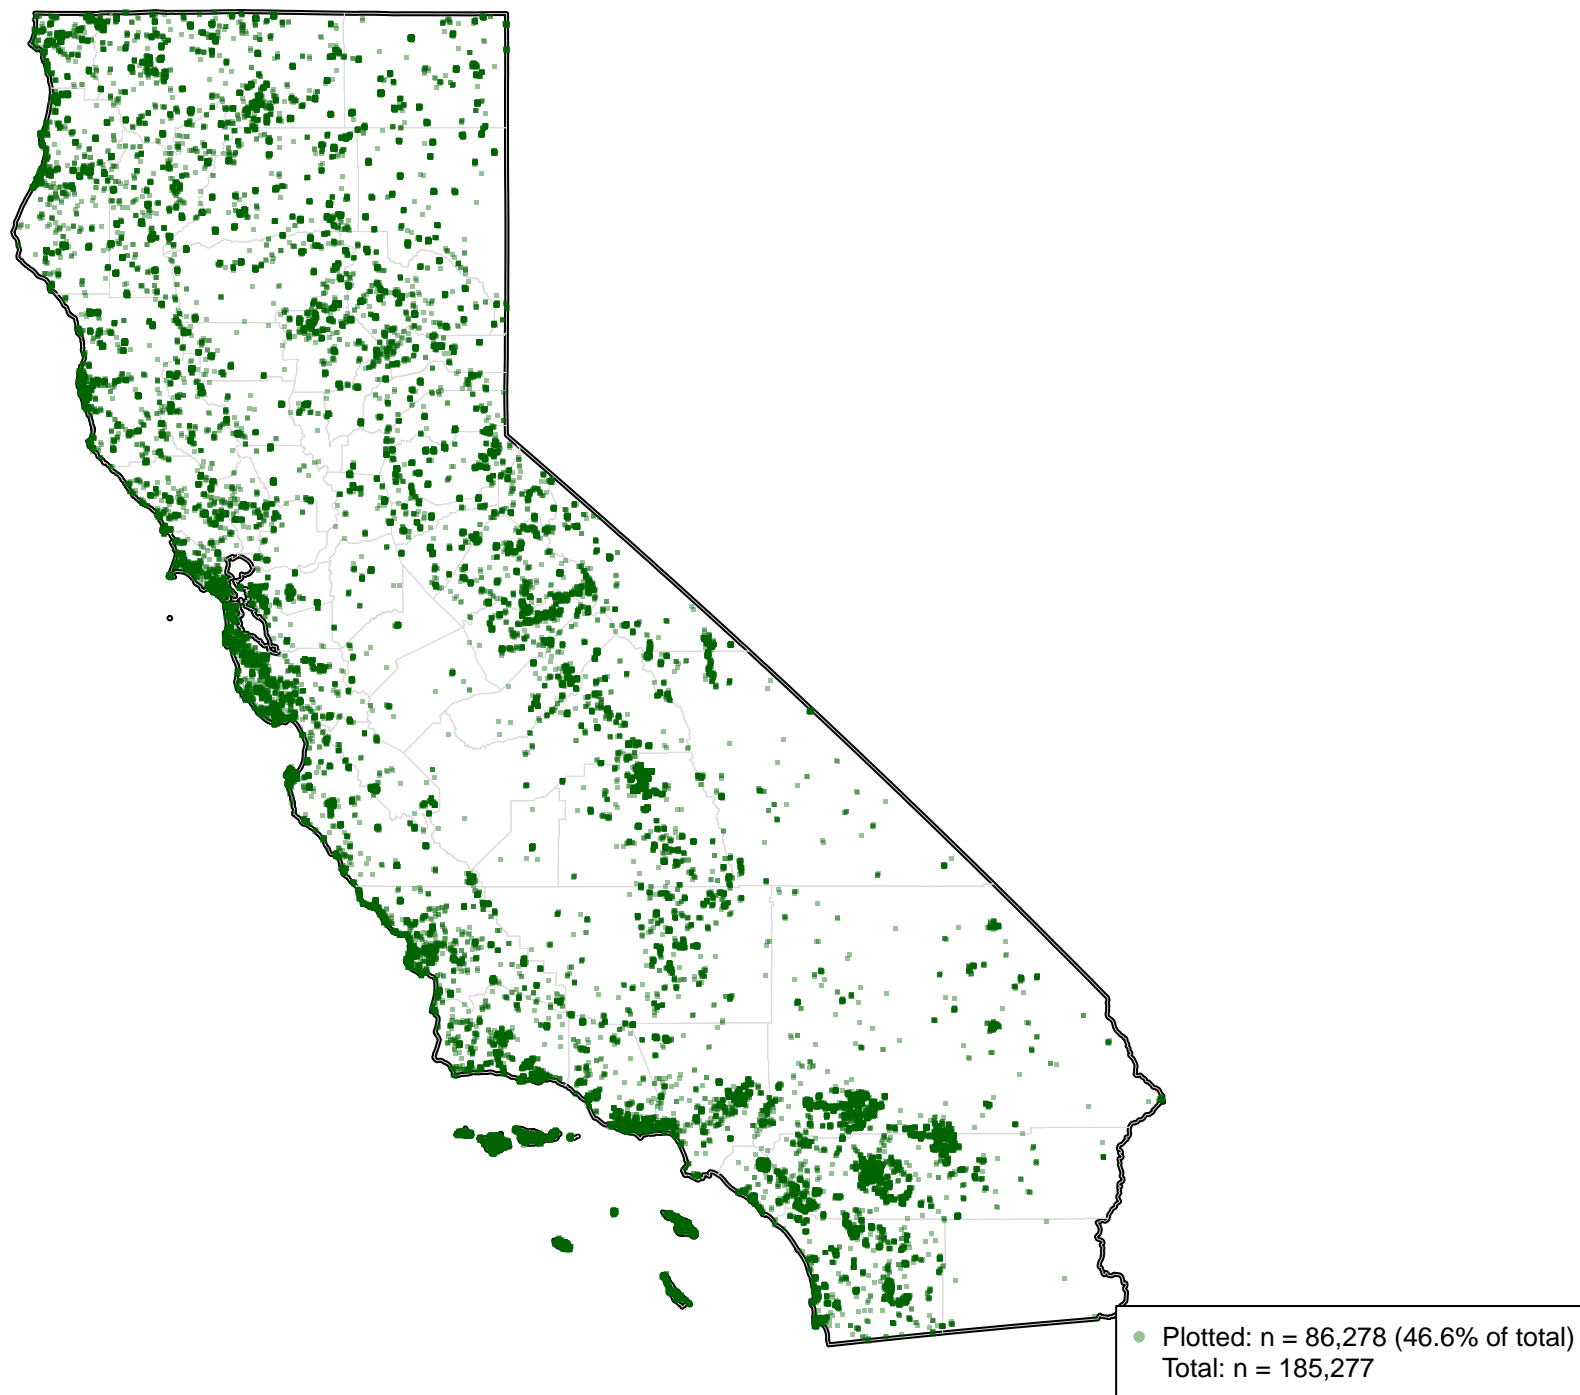 Plotted: n = 86,278 (46.6% of total)
Total: n = 185,277